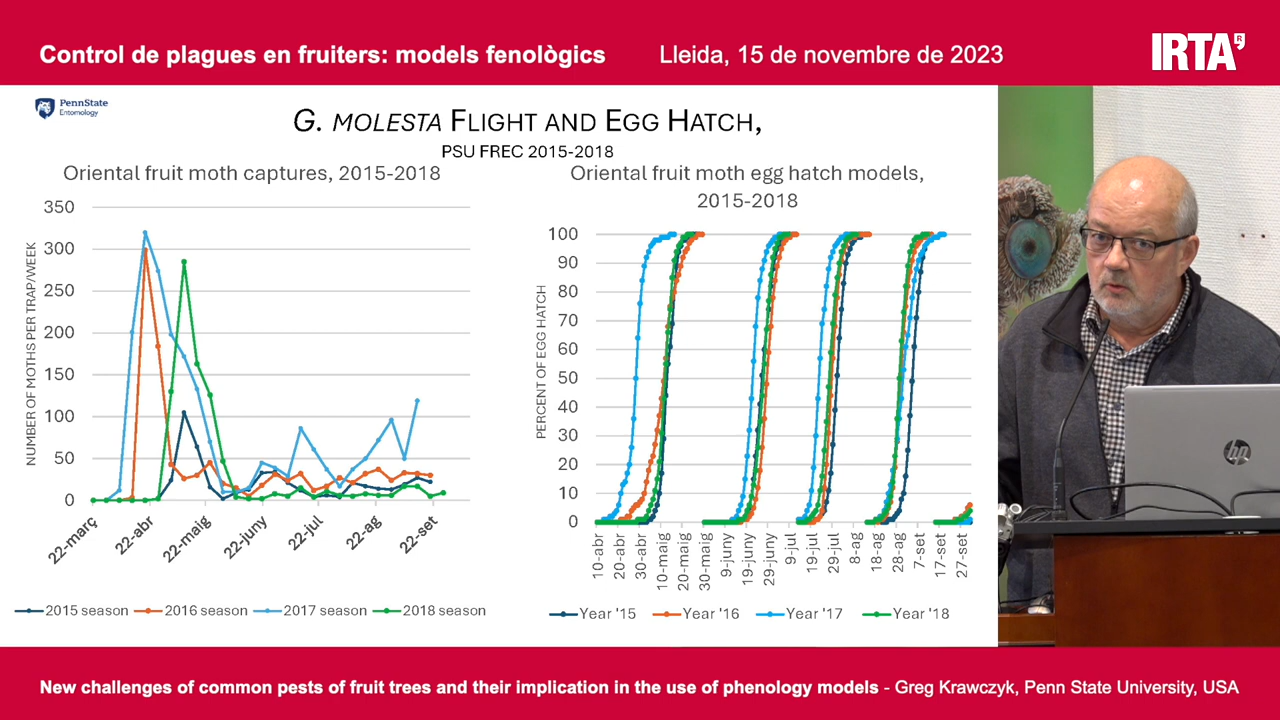 Control de plagues en fruiters: models fenològics
Lleida, 15 de novembre de 2023
IRTA
R
PennState
Entomology
G. MOLESTA FLIGHT AND EGG HATCH,
PSU FREC 2015-2018
Oriental fruit moth captures, 2015-2018
NUMBER OF MOTHS PER TRAP/WEEK
350
300
250
200
150
100
50
0
22-març
22-abr
22-maig
22-juny
22-jul
22-ag
22-set
2015 season
2016 season
2017 season
2018 season
Oriental fruit moth egg hatch models,
2015-2018
PERCENT OF EGG HATCH
100
90
80
70
60
50
40
30
20
10
0
10-abr
20-abr
30-abr
10-maig
20-maig
30-maig
9-juny
19-juny
29-juny
9-jul
19-jul
29-jul
8-ag
18-ag
28-ag
7-set
17-set
27-set
Year '15
Year '16
Year '17
Year '18
hp
New challenges of common pests of fruit trees and their implication in the use of phenology models - Greg Krawczyk, Penn State University, USA